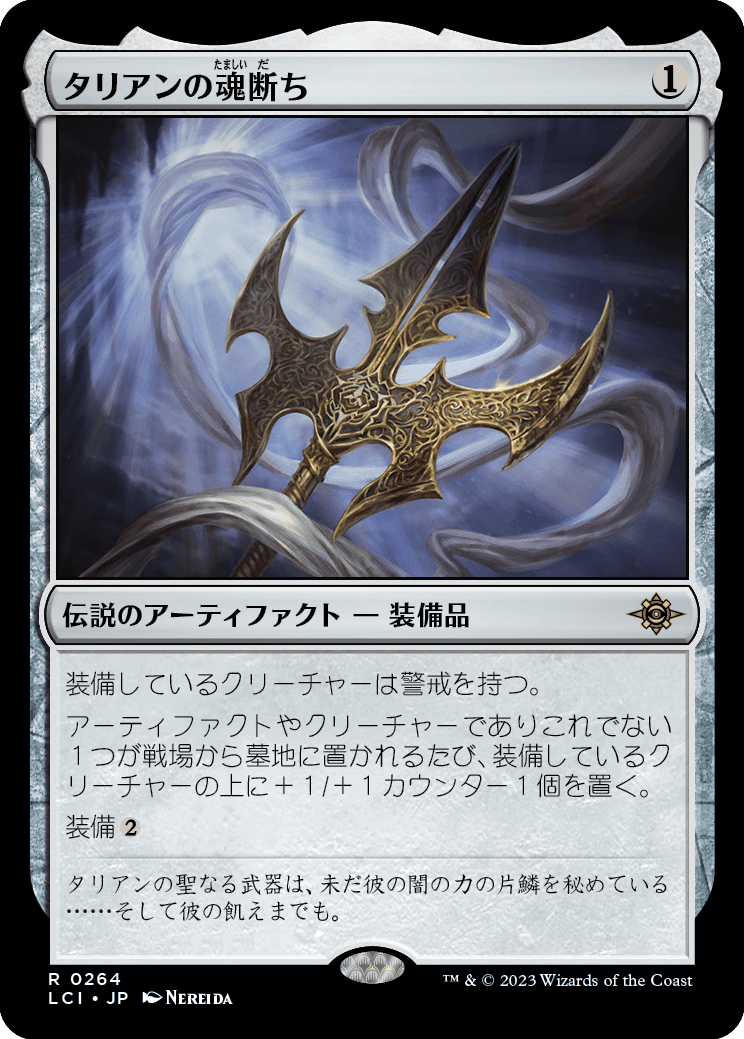 たましい だ
タリアンの魂断ち 1
伝説のアーティファクト — 装備品
装備しているクリーチャーは警戒を持つ。
アーティファクトやクリーチャーでありこれでない
１つが戦場から墓地に置かれるたび、装備しているク
リーチャーの上に＋１/＋１カウンター１個を置く。
装備 2
タリアンの聖なる武器は、未だ彼の闇の力の片鱗を秘めている
……そして彼の飢えまでも。
R 0264
LCI • JP NEREIDA
™ & © 2023 Wizards of the Coast